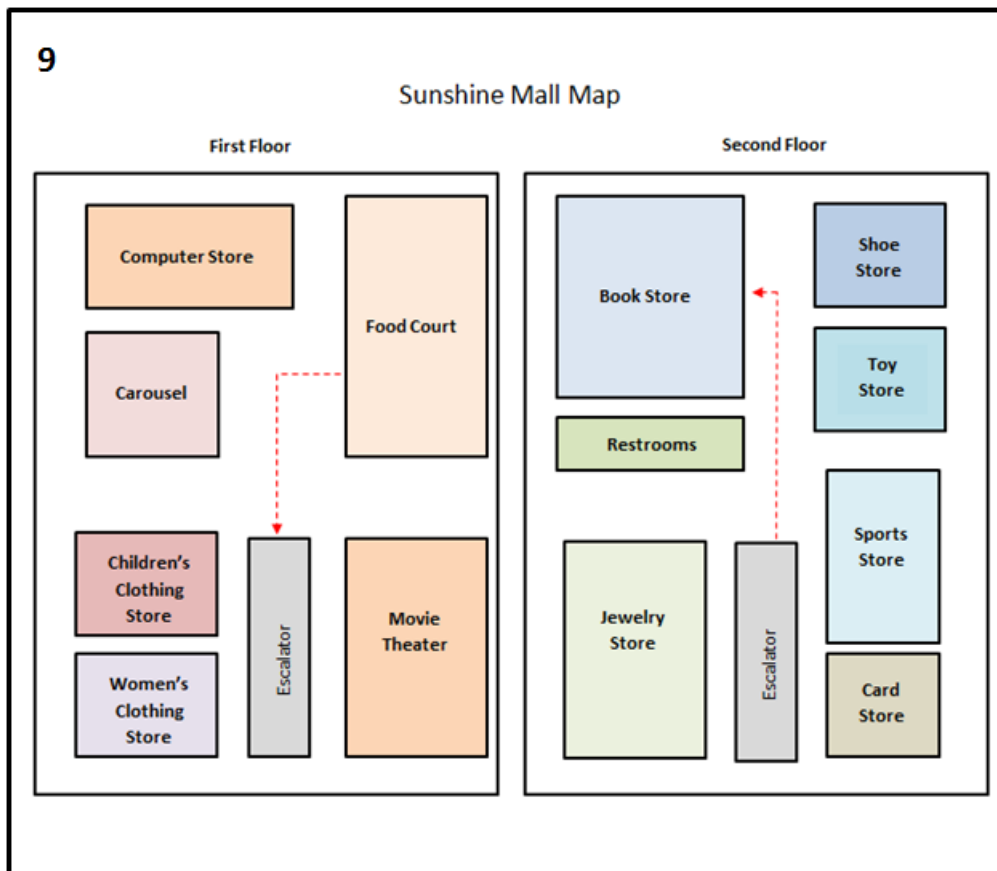 9
Sunshine Mall Map
First Floor
Computer Store
Food Court
Carousel
Children’s
Clothing
Store
Women’s
Clothing
Store
Escalator
Movie
Theater
Second Floor
Book Store
Shoe
Store
Toy
Store
Restrooms
Sports
Store
Jewelry
Store
Escalator
Card
Store